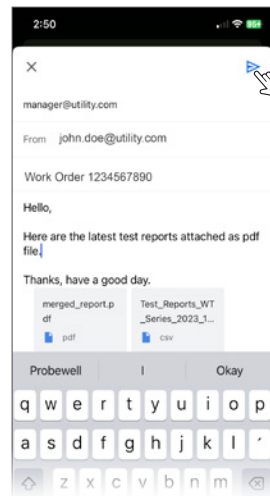 2:50
85+
manager@utility.com
From john.doe@utility.com
Work Order 1234567890
Hello,
Here are the latest test reports attached as pdf
file.
Thanks, have a good day.
merged_report.p
df
pdf
Test_Reports_WT
_Series_2023_1...
csv
Probewell I Okay
q w e r t y u i o p
a s d f g h j k l ´
z x c v b n m